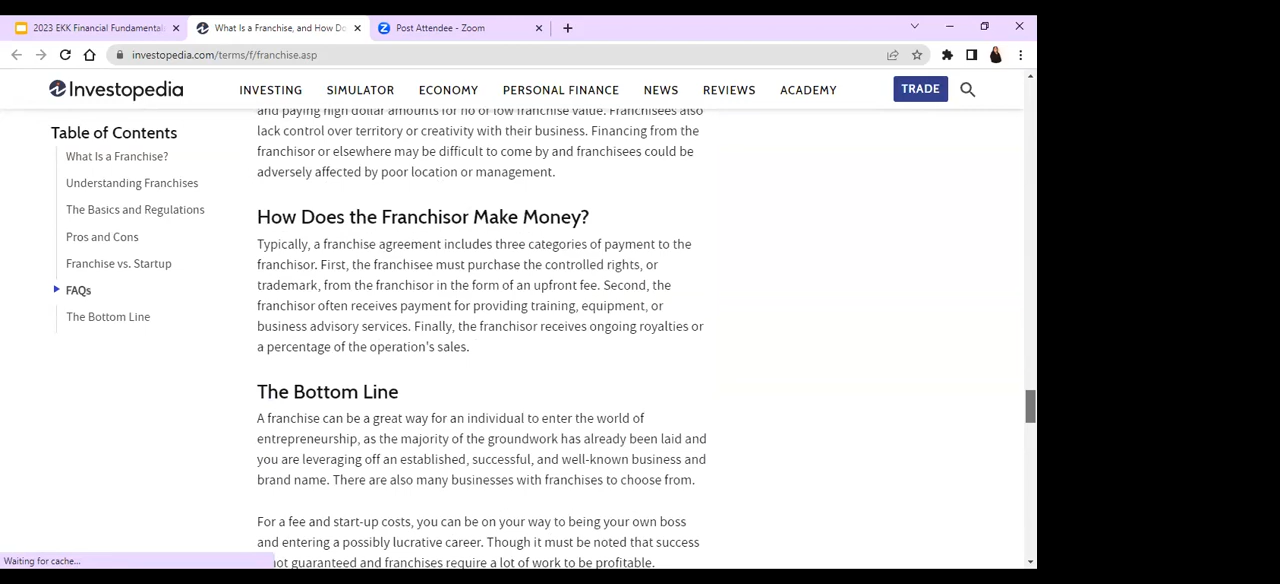 2023 EKK Financial Fundamental
What Is a Franchise, and How Do
Post Attendee - Zoom
investopedia.com/terms/f/franchise.asp
Investopedia
INVESTING
SIMULATOR
ECONOMY
PERSONAL FINANCE
NEWS
REVIEWS
ACADEMY
TRADE
Table of Contents
What Is a Franchise?
Understanding Franchises
The Basics and Regulations
Pros and Cons
Franchise vs. Startup
FAQs
The Bottom Line
and paying high dollar amounts for no or low franchise value. Franchisees also
lack control over territory or creativity with their business. Financing from the
franchisor or elsewhere may be difficult to come by and franchisees could be
adversely affected by poor location or management.
How Does the Franchisor Make Money?
Typically, a franchise agreement includes three categories of payment to the
franchisor. First, the franchisee must purchase the controlled rights, or
trademark, from the franchisor in the form of an upfront fee. Second, the
franchisor often receives payment for providing training, equipment, or
business advisory services. Finally, the franchisor receives ongoing royalties or
a percentage of the operation's sales.
The Bottom Line
A franchise can be a great way for an individual to enter the world of
entrepreneurship, as the majority of the groundwork has already been laid and
you are leveraging off an established, successful, and well-known business and
brand name. There are also many businesses with franchises to choose from.
For a fee and start-up costs, you can be on your way to being your own boss
and entering a possibly lucrative career. Though it must be noted that success
not guaranteed and franchises require a lot of work to be profitable.
Waiting for cache...